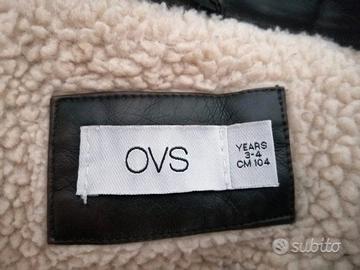 OVS
YEARS
3-4
CM 104
subito